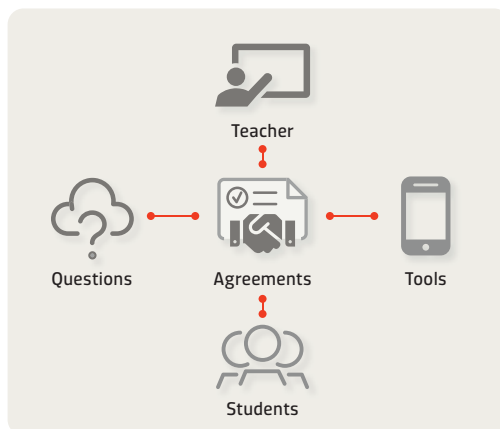 Teacher
Questions
Agreements
Tools
Students